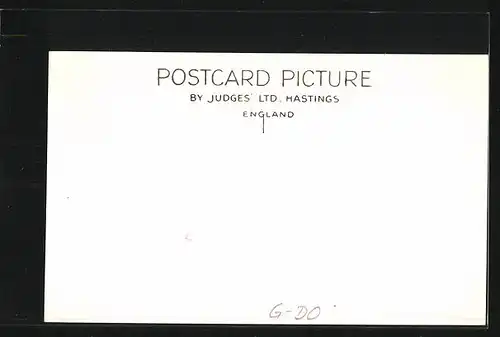 POSTCARD PICTURE
BY JUDGES' LTD, HASTINGS
ENGLAND
G-DO